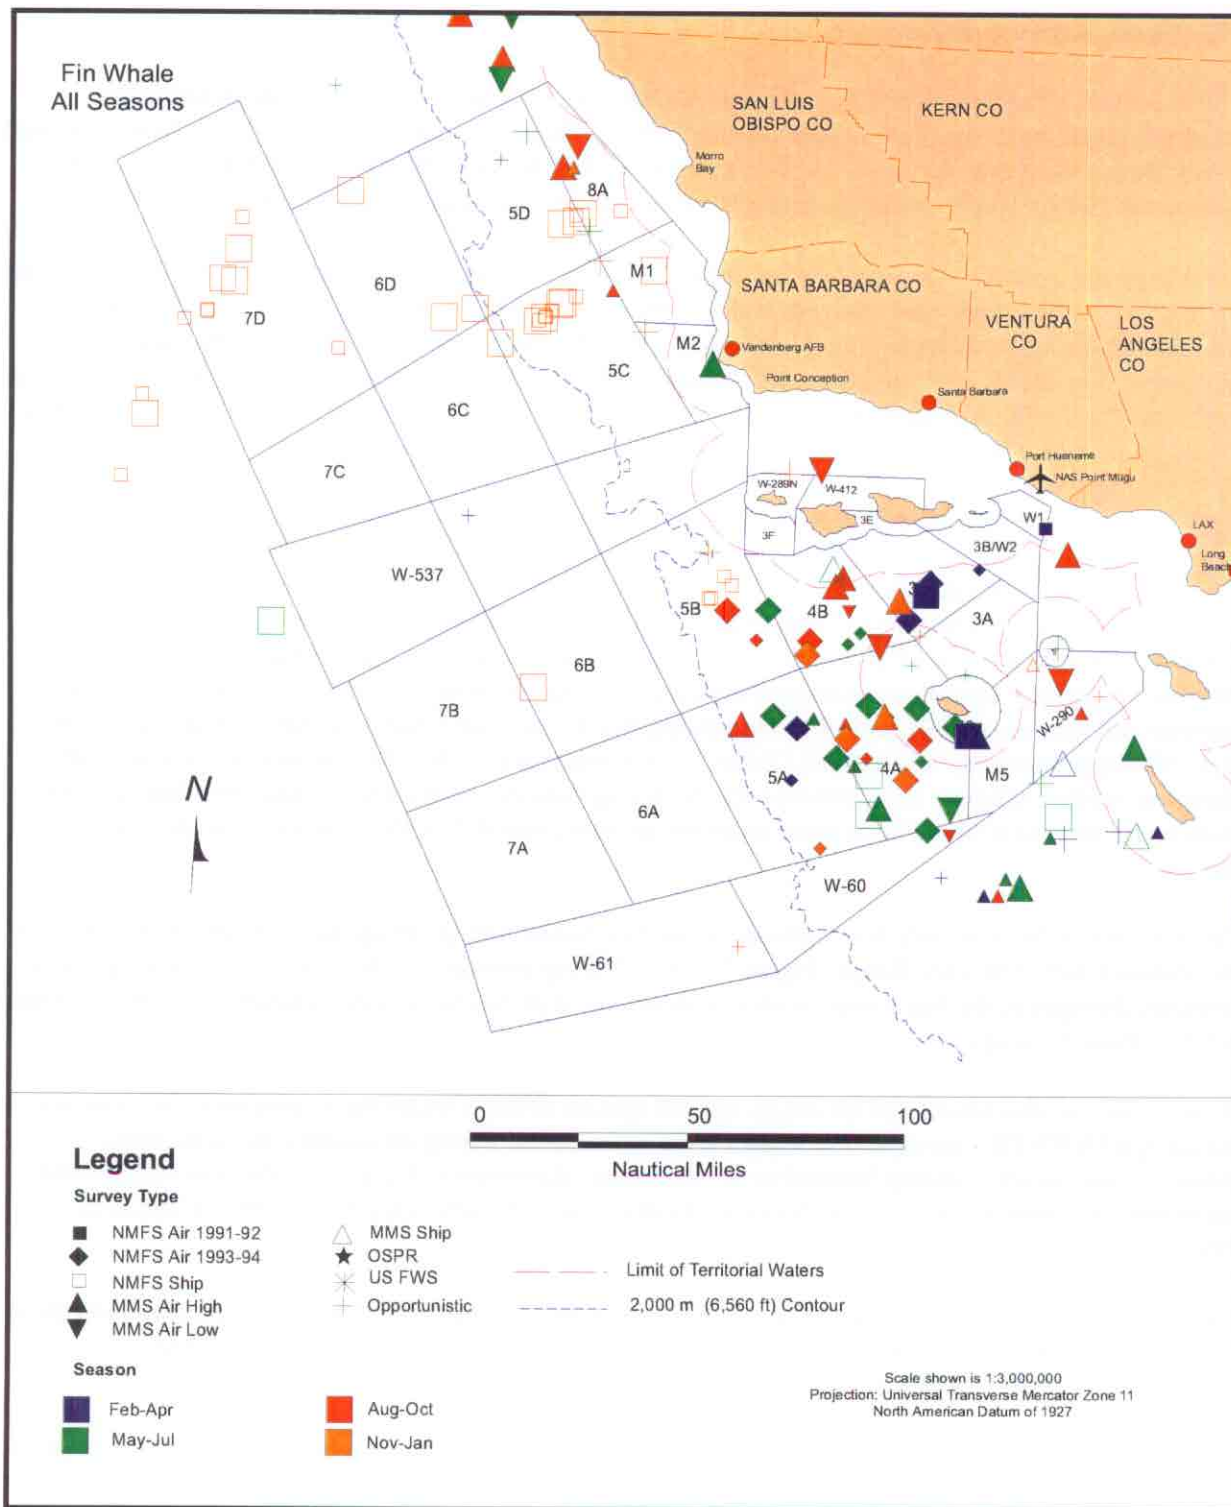 Fin Whale
All Seasons
SAN LUIS
OBISPO CO
KERN CO
Morro
Bay
8A
5D
M1
SANTA BARBARA CO
6D
7D
VENTURA
CO
LOS
ANGELES
CO
M2
Vandenberg AFB
5C
Point Conception
Santa Barbara
6C
7C
Port Hueneme
NAS Point Mugu
W-289N
W-412
3E
3F
W1
LAX
3B/W2
Long
Beach
W-537
5B
4B
3A
6B
7B
W-290
N
5A
4A
M5
6A
7A
W-60
W-61
0
50
100
Nautical Miles
Legend
Survey Type
NMFS Air 1991-92
NMFS Air 1993-94
NMFS Ship
MMS Air High
MMS Air Low
MMS Ship
OSPR
US FWS
Opportunistic
Limit of Territorial Waters
2,000 m (6,560 ft) Contour
Season
Feb-Apr
May-Jul
Aug-Oct
Nov-Jan
Scale shown is 1:3,000,000
Projection: Universal Transverse Mercator Zone 11
North American Datum of 1927